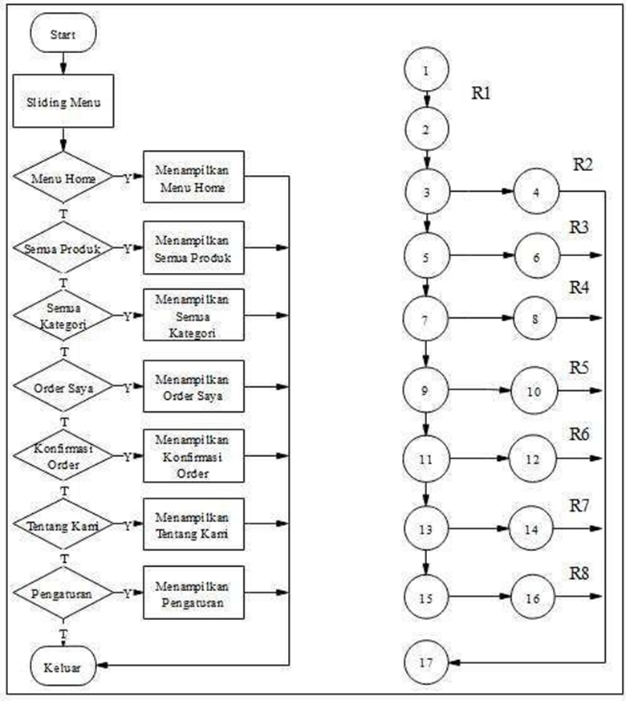 Start
Sliding Menu
Menu Home
Y
Menampilkan
Menu Home
T
Semua Produk
Y
Menampilkan
Semua Produk
T
Semua
Kategori
Y
Menampilkan
Semua
Kategori
T
Order Saya
Y
Menampilkan
Order Saya
T
Konfirmasi
Order
Y
Menampilkan
Konfirmasi
Order
T
Tentang Kami
Y
Menampilkan
Tentang Kami
T
Pengaturan
Y
Menampilkan
Pengaturan
T
Keluar
1
R1
2
R2
3
4
R3
5
6
R4
7
8
R5
9
10
R6
11
12
R7
13
14
R8
15
16
17